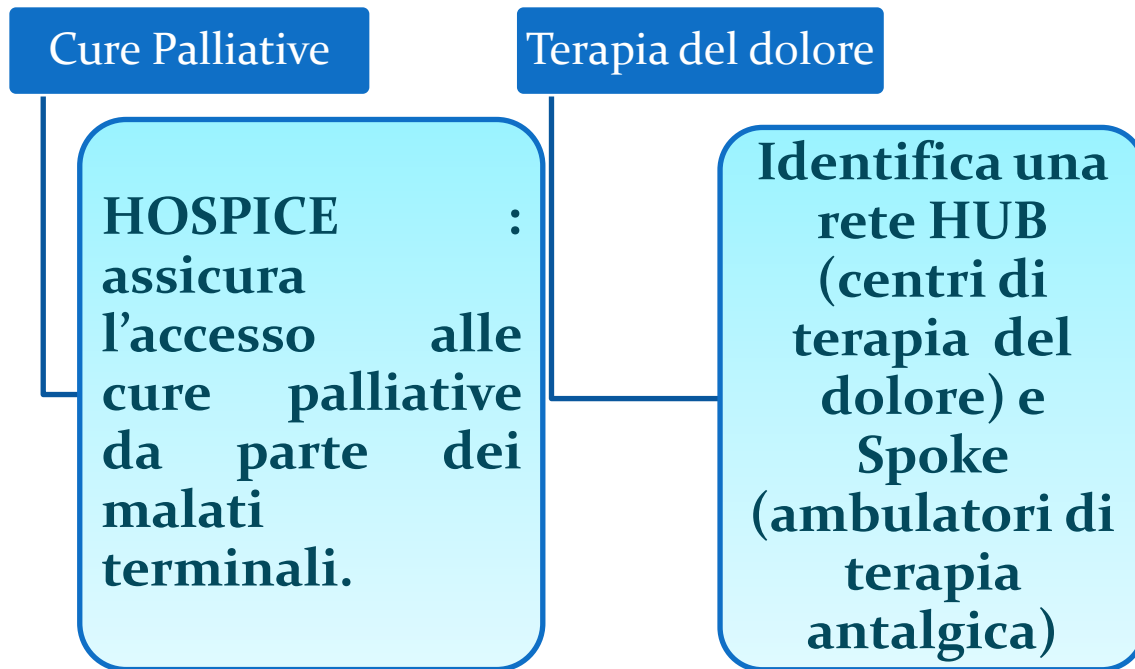 Cure Palliative
HOSPICE :
assicura
l’accesso alle
cure palliative
da parte dei
malati
terminali.
Terapia del dolore
Identifica una
rete HUB
(centri di
terapia del
dolore) e
Spoke
(ambulatori di
terapia
antalgica)